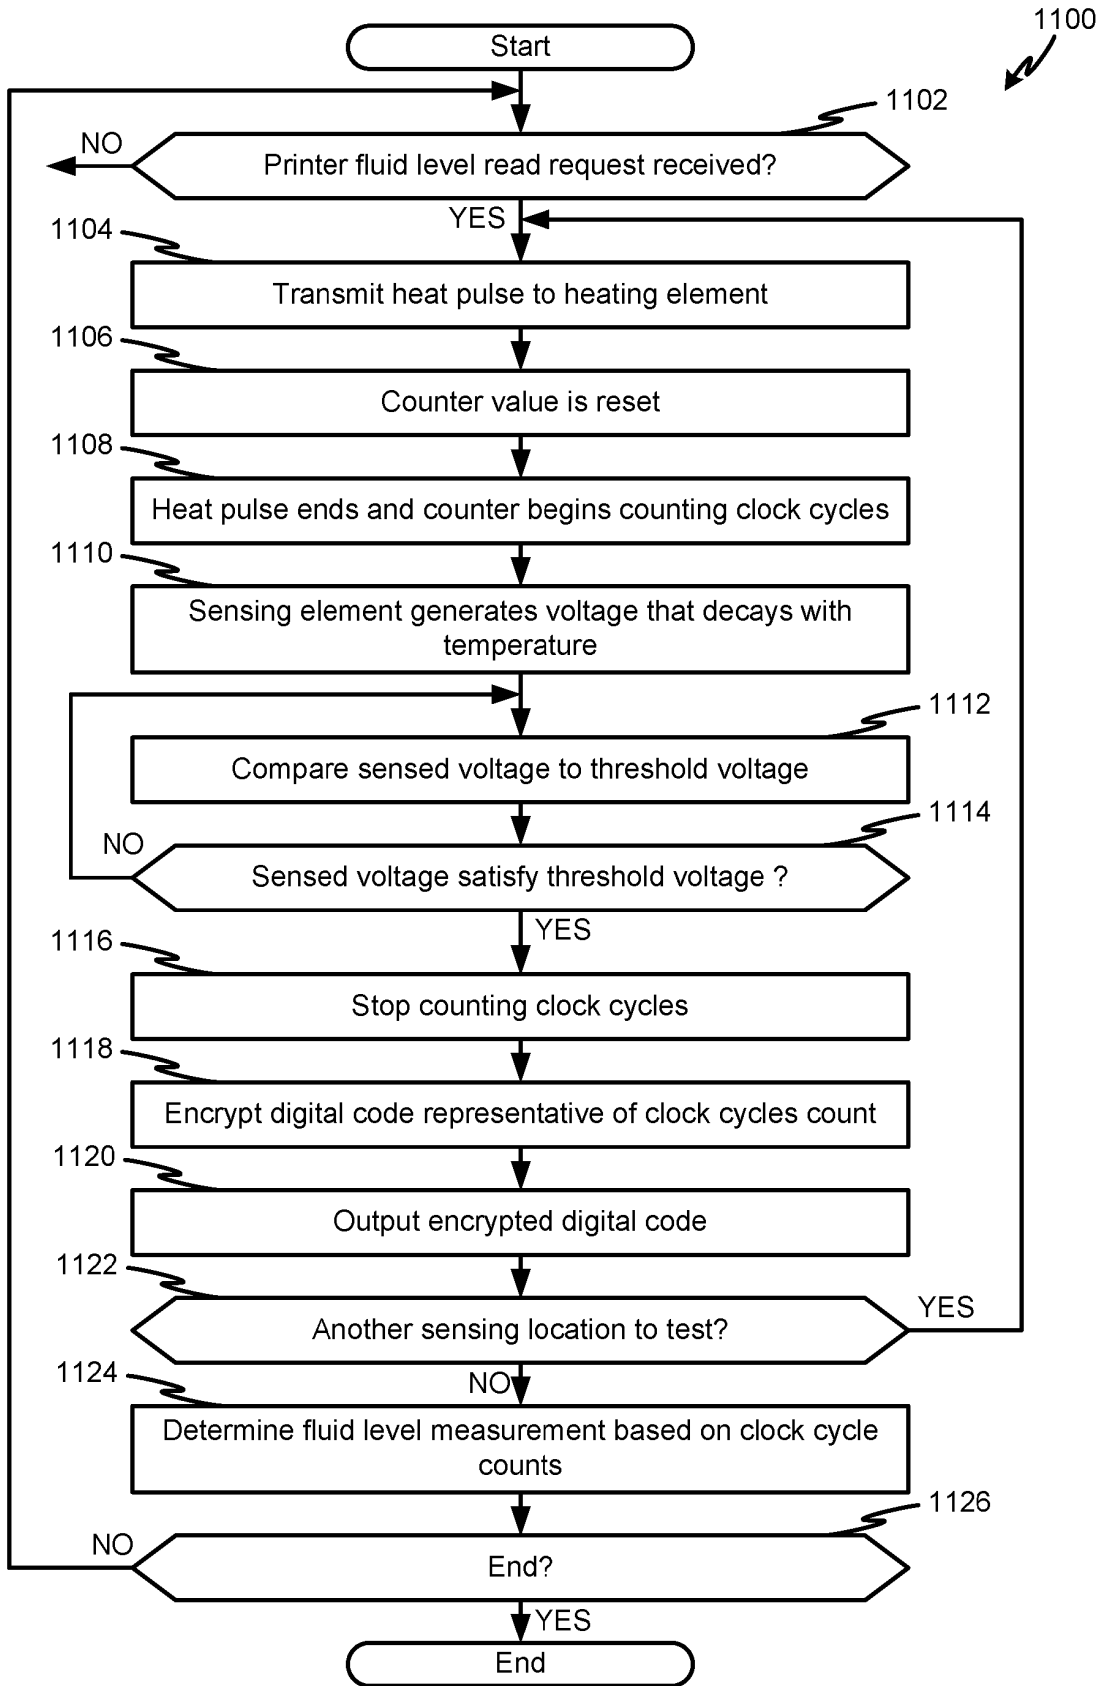 1100
Start
1102
NO
Printer fluid level read request received?
YES
1104
Transmit heat pulse to heating element
1106
Counter value is reset
1108
Heat pulse ends and counter begins counting clock cycles
1110
Sensing element generates voltage that decays with
temperature
1112
Compare sensed voltage to threshold voltage
1114
NO
Sensed voltage satisfy threshold voltage ?
YES
1116
Stop counting clock cycles
1118
Encrypt digital code representative of clock cycles count
1120
Output encrypted digital code
1122
YES
Another sensing location to test?
1124
NO
Determine fluid level measurement based on clock cycle
counts
1126
NO
End?
YES
End